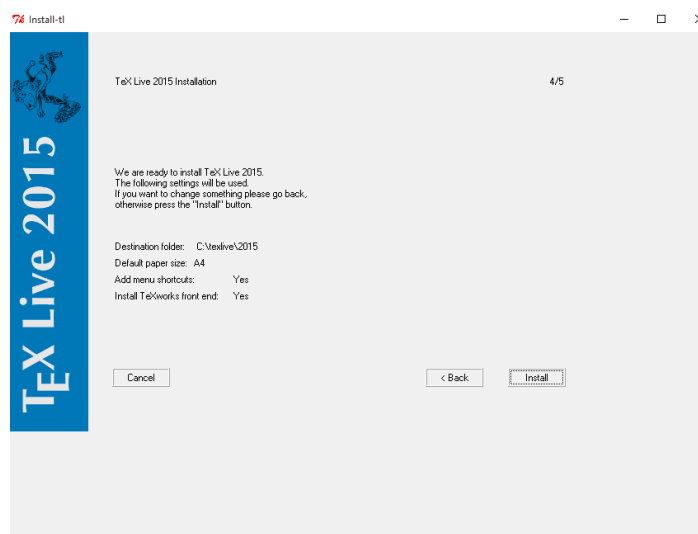 Install-tl
TeX Live 2015
TeX Live 2015 Installation
4/5
We are ready to install TeX Live 2015.
The following settings will be used.
If you want to change something please go back,
otherwise press the "Install" button.
Destination folder: C:\texlive\2015
Default paper size: A4
Add menu shortcuts: Yes
Install TeXworks front end: Yes
Cancel
< Back
Install